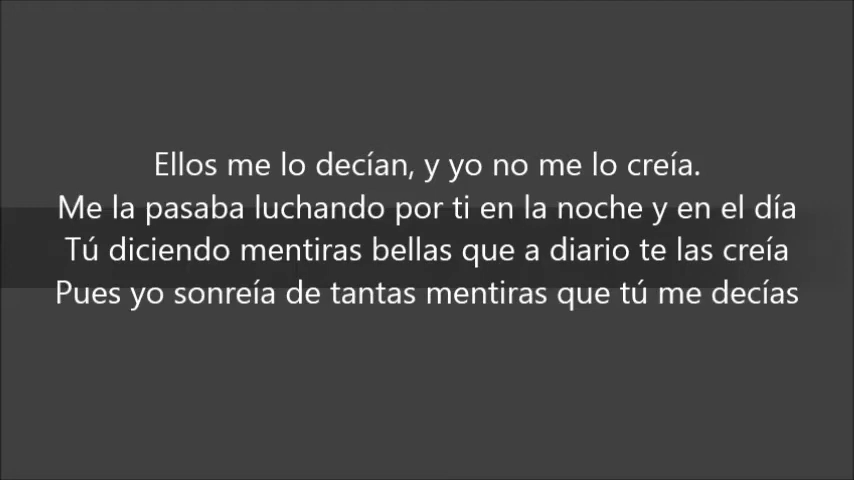 Ellos me lo decían, y yo no me lo creía.
Me la pasaba luchando por ti en la noche y en el día
Tú diciendo mentiras bellas que a diario te las creía
Pues yo sonreía de tantas mentiras que tú me decías